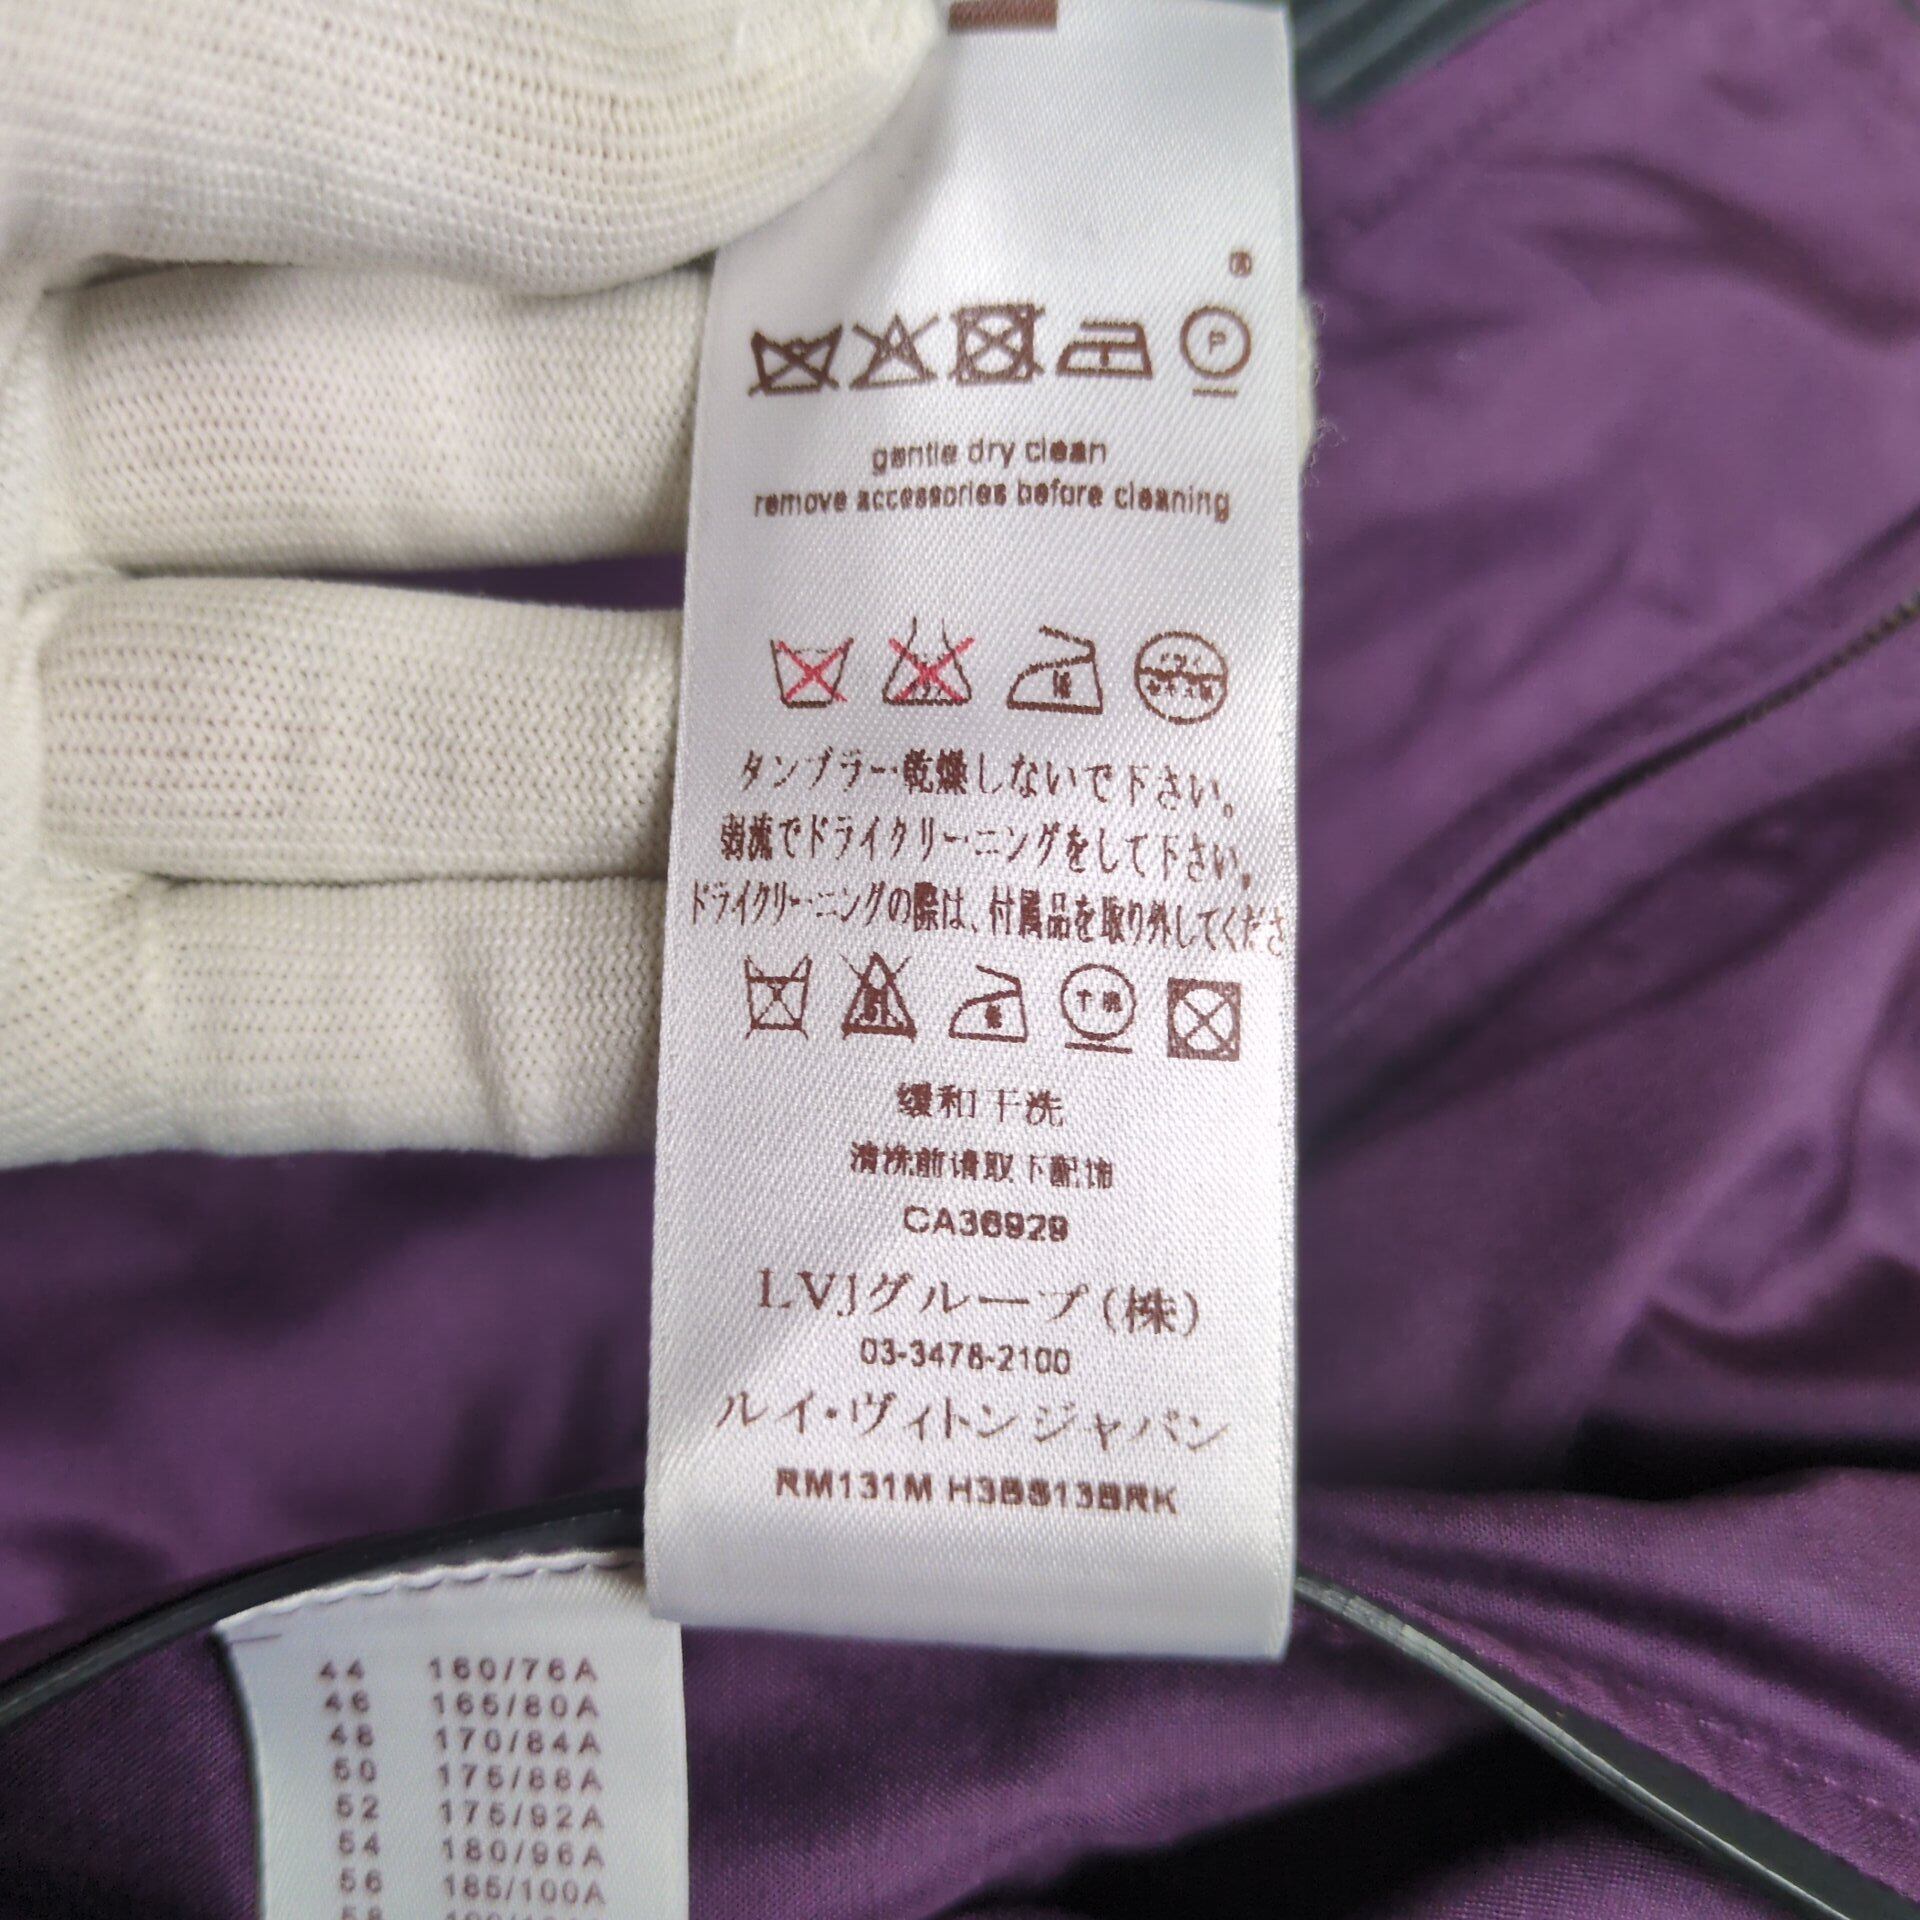 P
gentle dry clean
remove accessories before cleaning
タンブラー乾燥しないで下さい。
弱流でドライクリーニングをして下さい。
ドライクリーニングの際は、付属品を取り外してくださ
缓和干洗
清洗前请取下配饰
CA36929
LVJグループ(株)
03-3478-2100
ルイ・ヴィトンジャパン
RM131M H3BS13BRK
44 160/76A
46 165/80A
48 170/84A
50 175/88A
52 175/92A
54 180/96A
56 185/100A
58